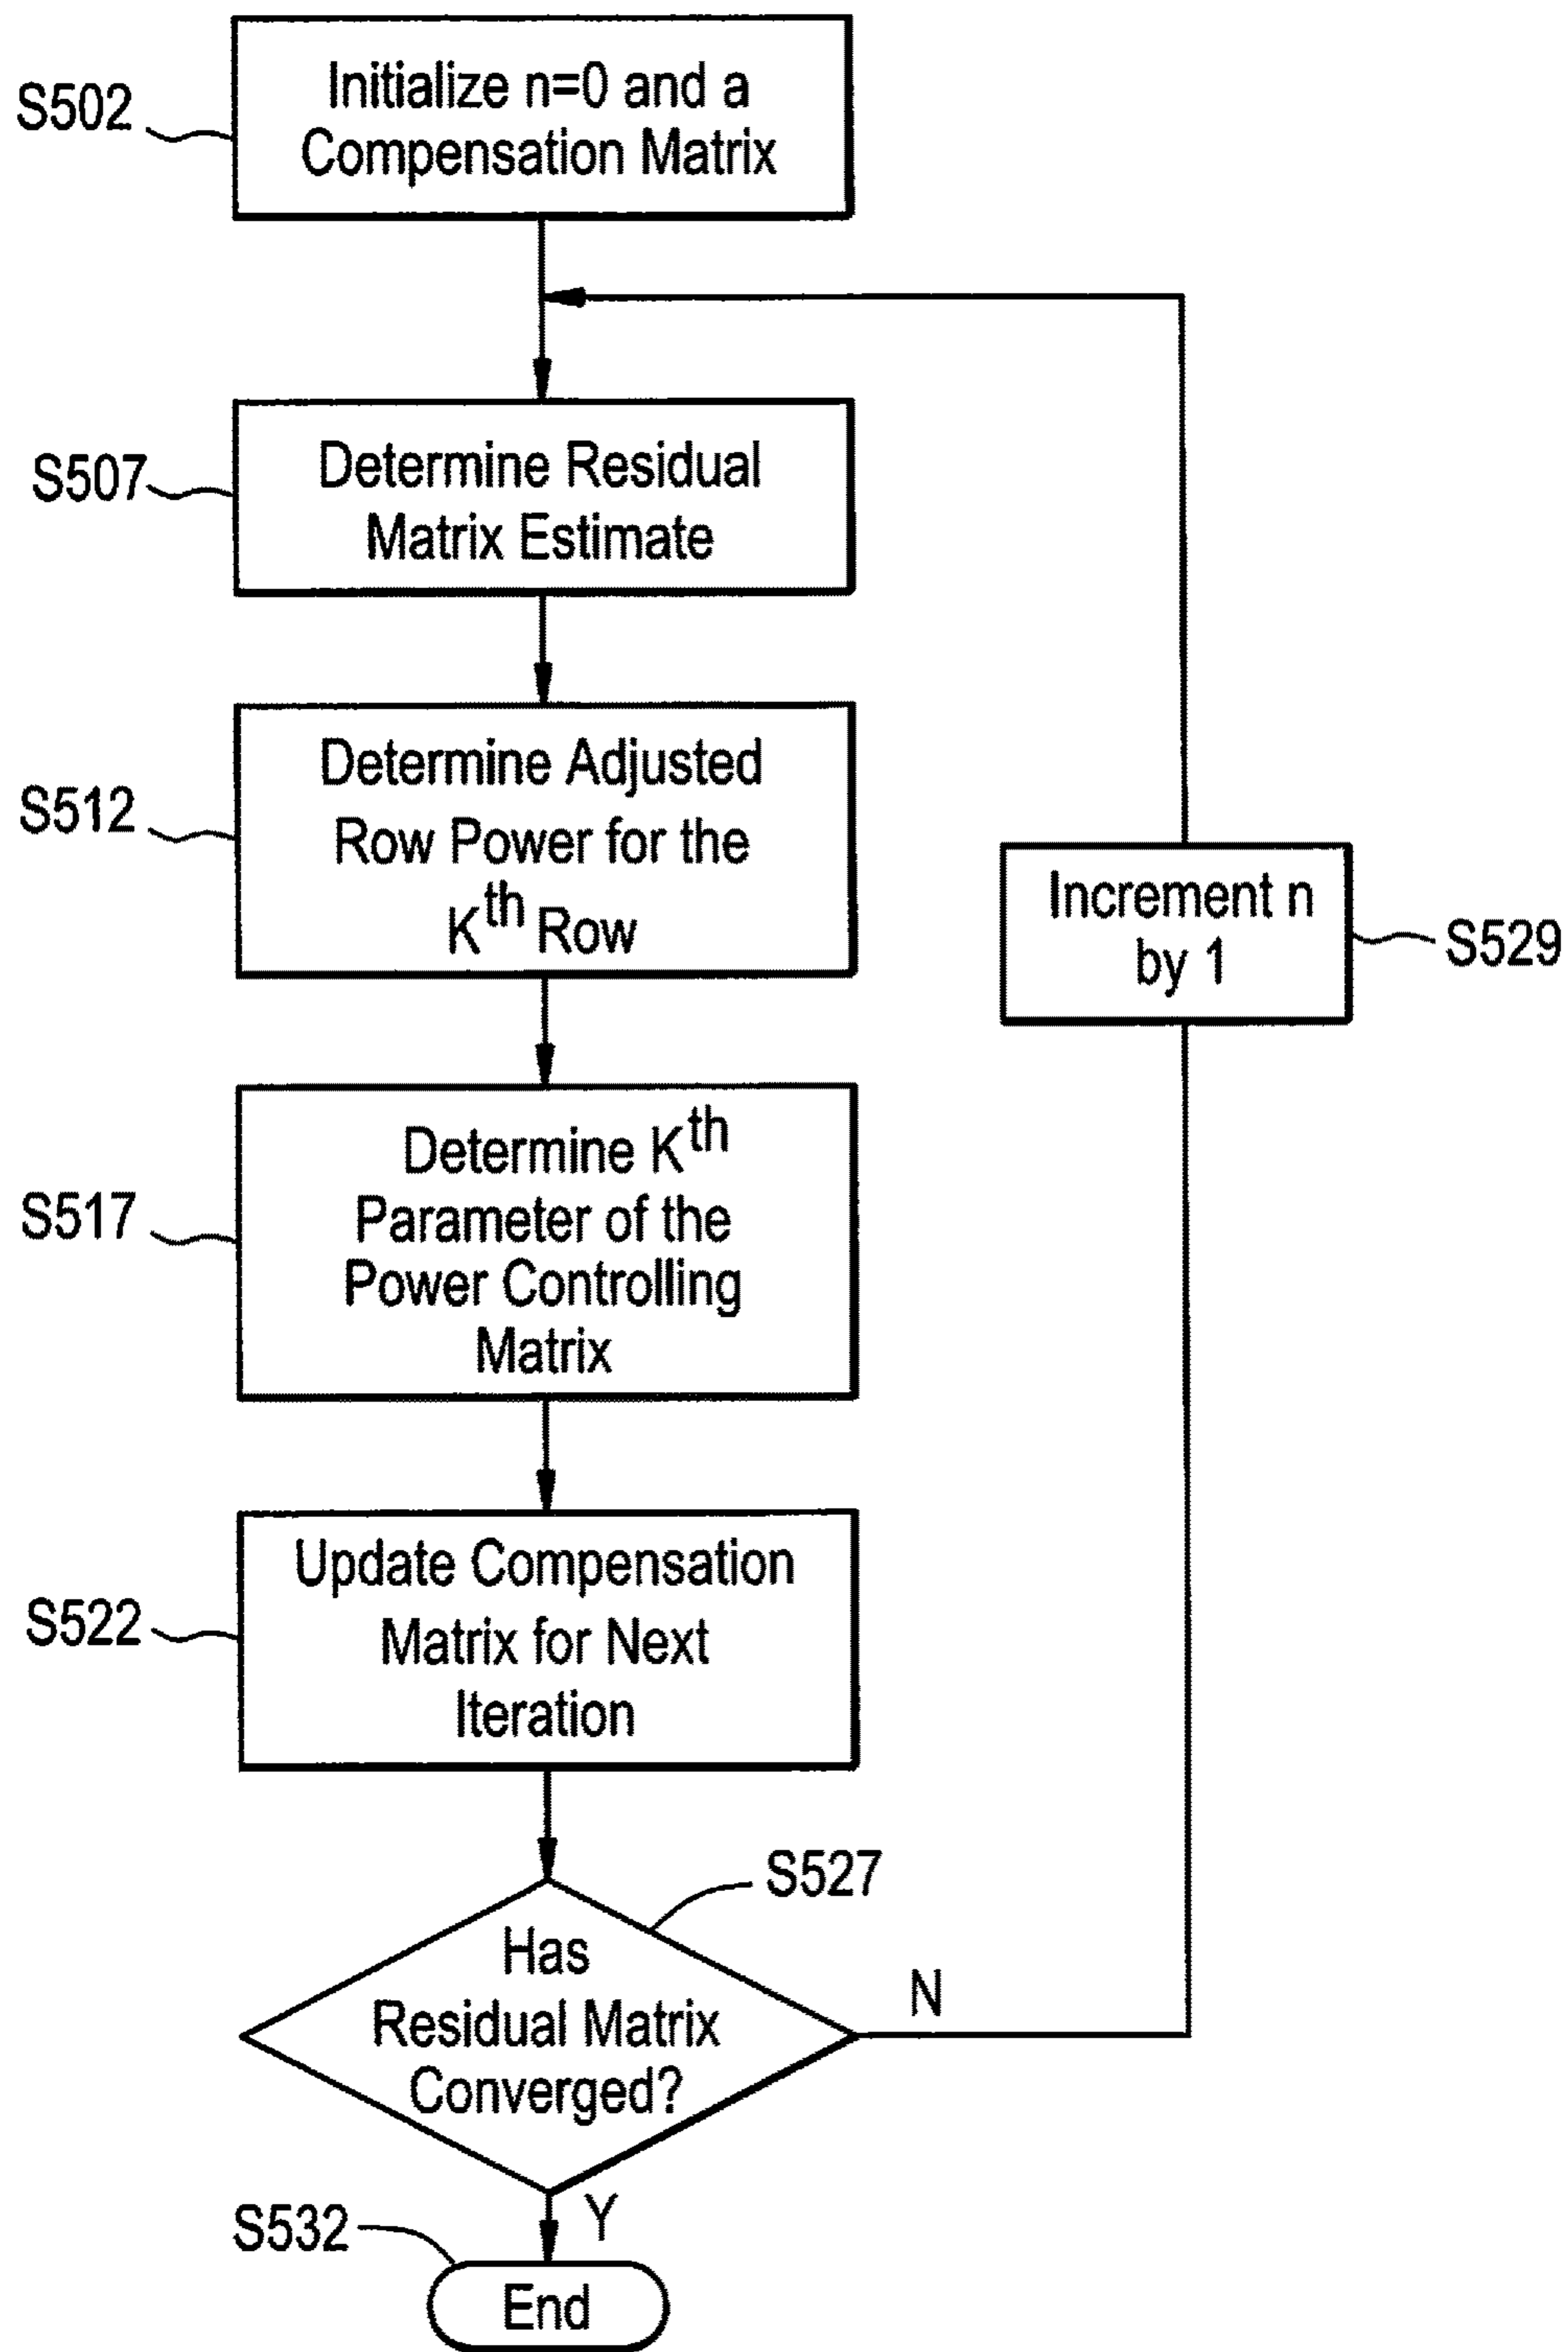 S502
Initialize n=0 and a
Compensation Matrix
S507
Determine Residual
Matrix Estimate
S512
Determine Adjusted
Row Power for the
Kth Row
Increment n
by 1
S529
S517
Determine Kth
Parameter of the
Power Controlling
Matrix
S522
Update Compensation
Matrix for Next
Iteration
S527
Has
Residual Matrix
Converged?
N
Y
S532
End